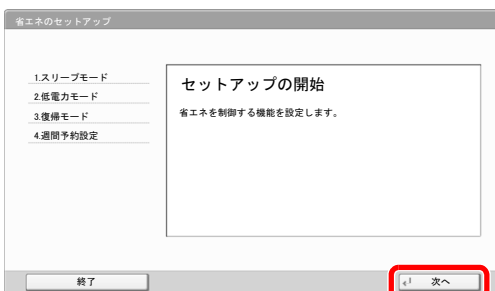 省エネのセットアップ
1.スリープモード
2.低電力モード
3.復帰モード
4.週間予約設定
セットアップの開始
省エネを制御する機能を設定します。
終了
次へ